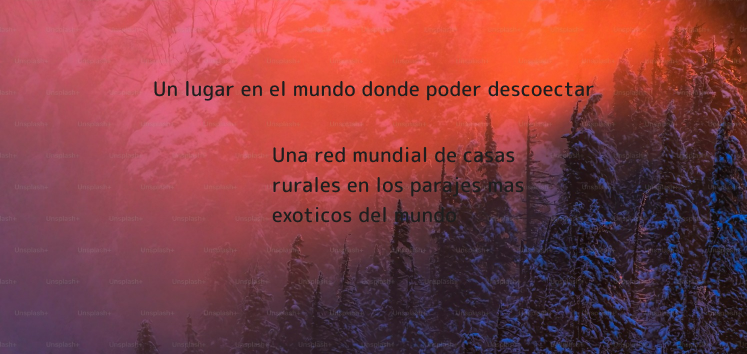 Un lugar en el mundo donde poder descoectar
Una red mundial de casas
rurales en los parajes mas
exoticos del mundo